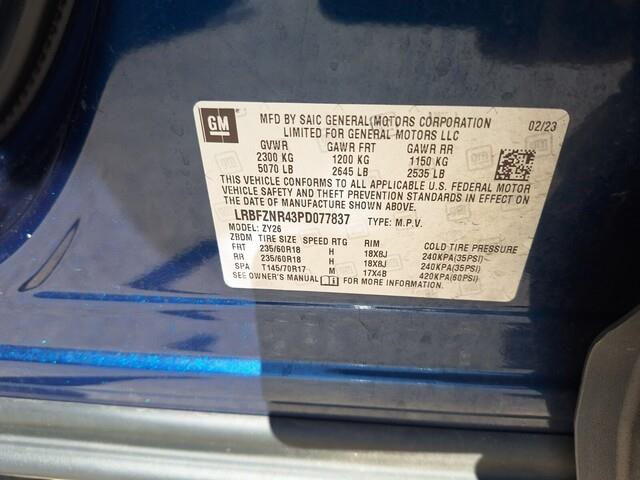 GM
MFD BY SAIC GENERAL MOTORS CORPORATION 02/23
LIMITED FOR GENERAL MOTORS LLC
GVWR GAWR FRT GAWR RR
2300 KG 1200 KG 1150 KG
5070 LB 2645 LB 2535 LB
THIS VEHICLE CONFORMS TO ALL APPLICABLE U.S. FEDERAL MOTOR
VEHICLE SAFETY AND THEFT PREVENTION STANDARDS IN EFFECT ON
THE DATE OF MANUFACTURE SHOWN ABOVE.
LRBFZNR43PD077837 TYPE: M.P.V.
MODEL: ZY26
ZBDM TIRE SIZE SPEED RTG RIM COLD TIRE PRESSURE
FRT 235/60R18 H 18X8J 240KPA(35PSI)
RR 235/60R18 H 18X8J 240KPA(35PSI)
SPA T145/70R17 M 17X4B 420KPA(60PSI)
SEE OWNER'S MANUAL FOR MORE INFORMATION.